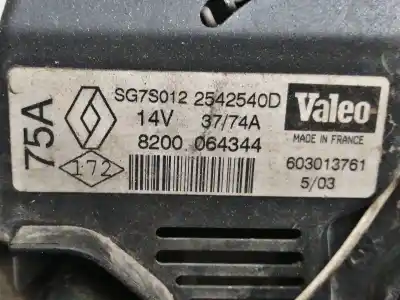 75A
SG7S012 2542540D
14V 37/74A
8200 064344
172
Valeo
MADE IN FRANCE
603013761
5/03